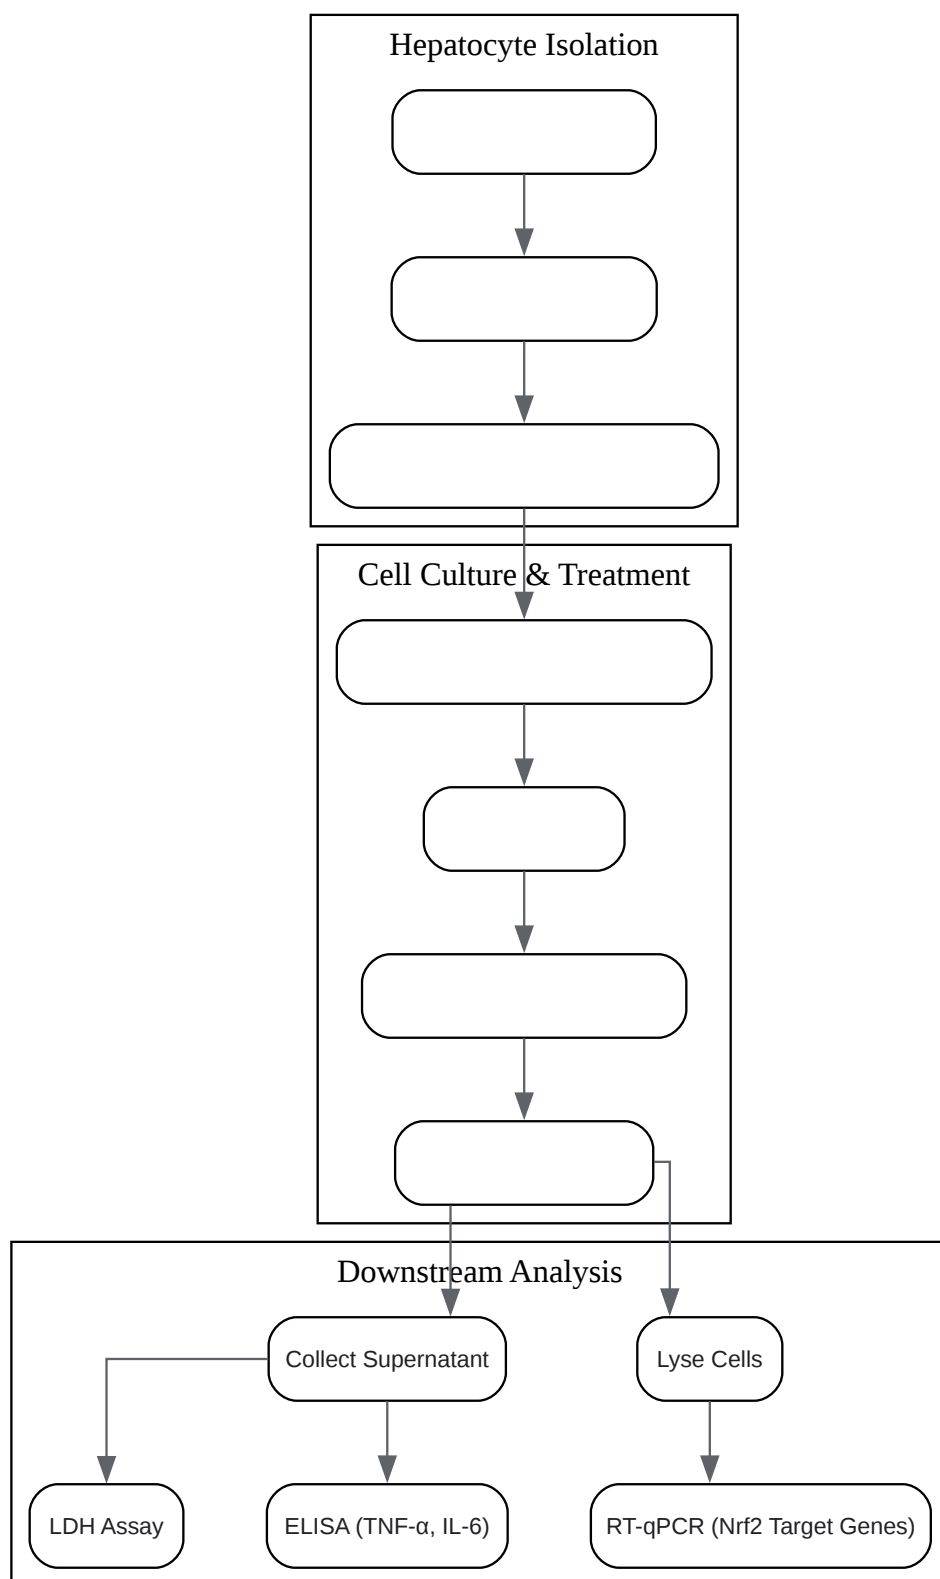 Hepatocyte Isolation
Cell Culture & Treatment
Downstream Analysis
Collect Supernatant
Lyse Cells
LDH Assay
ELISA (TNF-α, IL-6)
RT-qPCR (Nrf2 Target Genes)